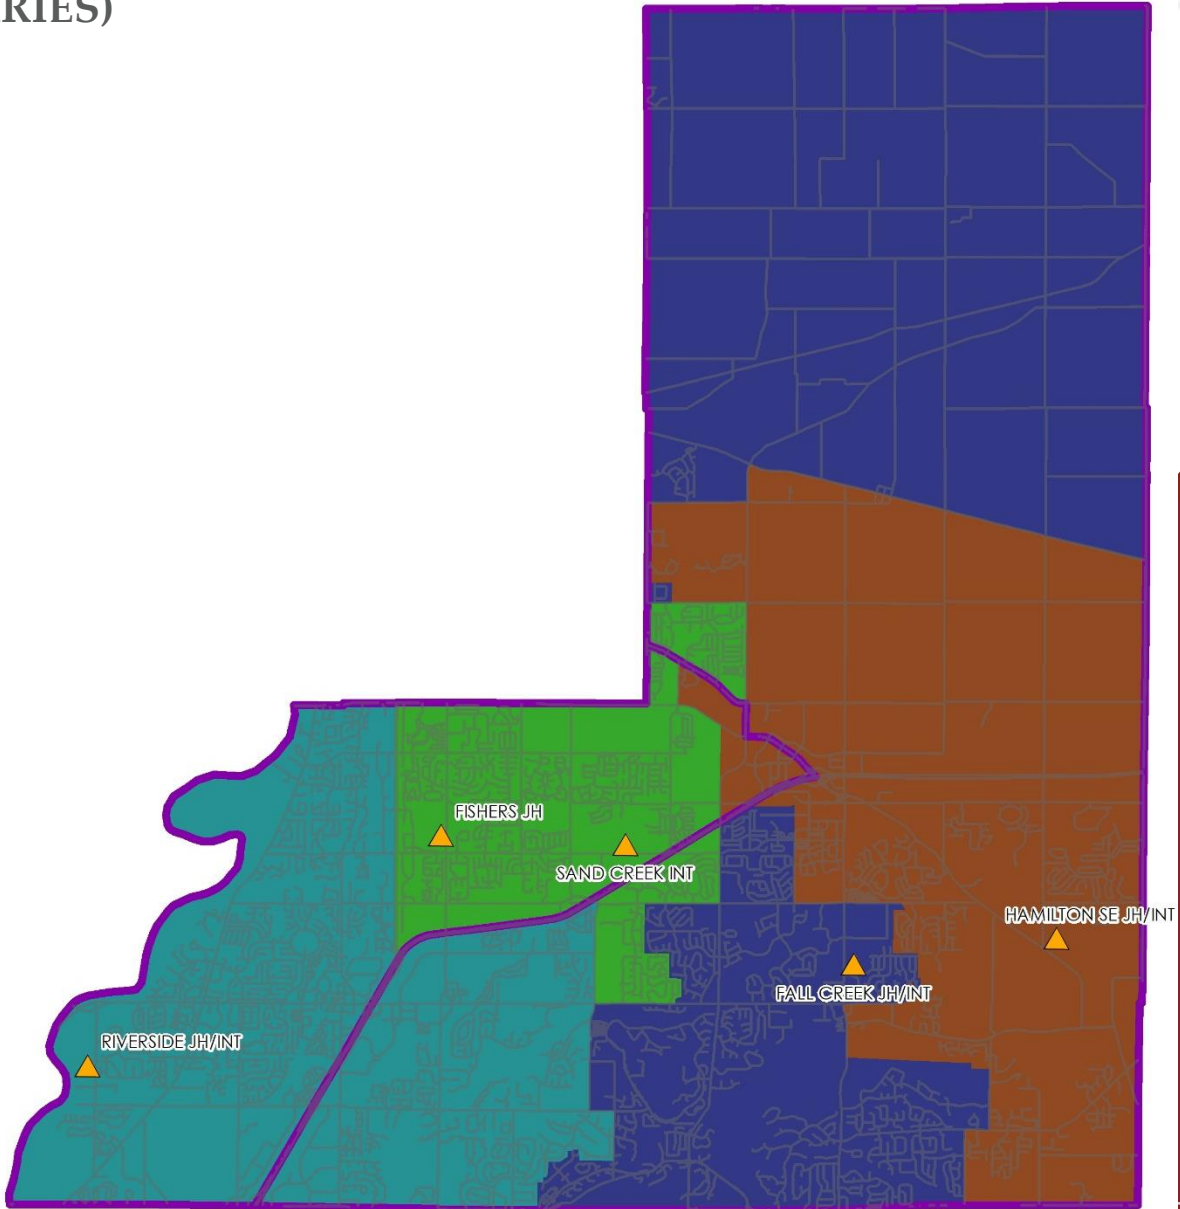 RIES)
FISHERS JH
SAND CREEK INT
HAMILTON SE JH/INT
FALL CREEK JH/INT
RIVERSIDE JH/INT